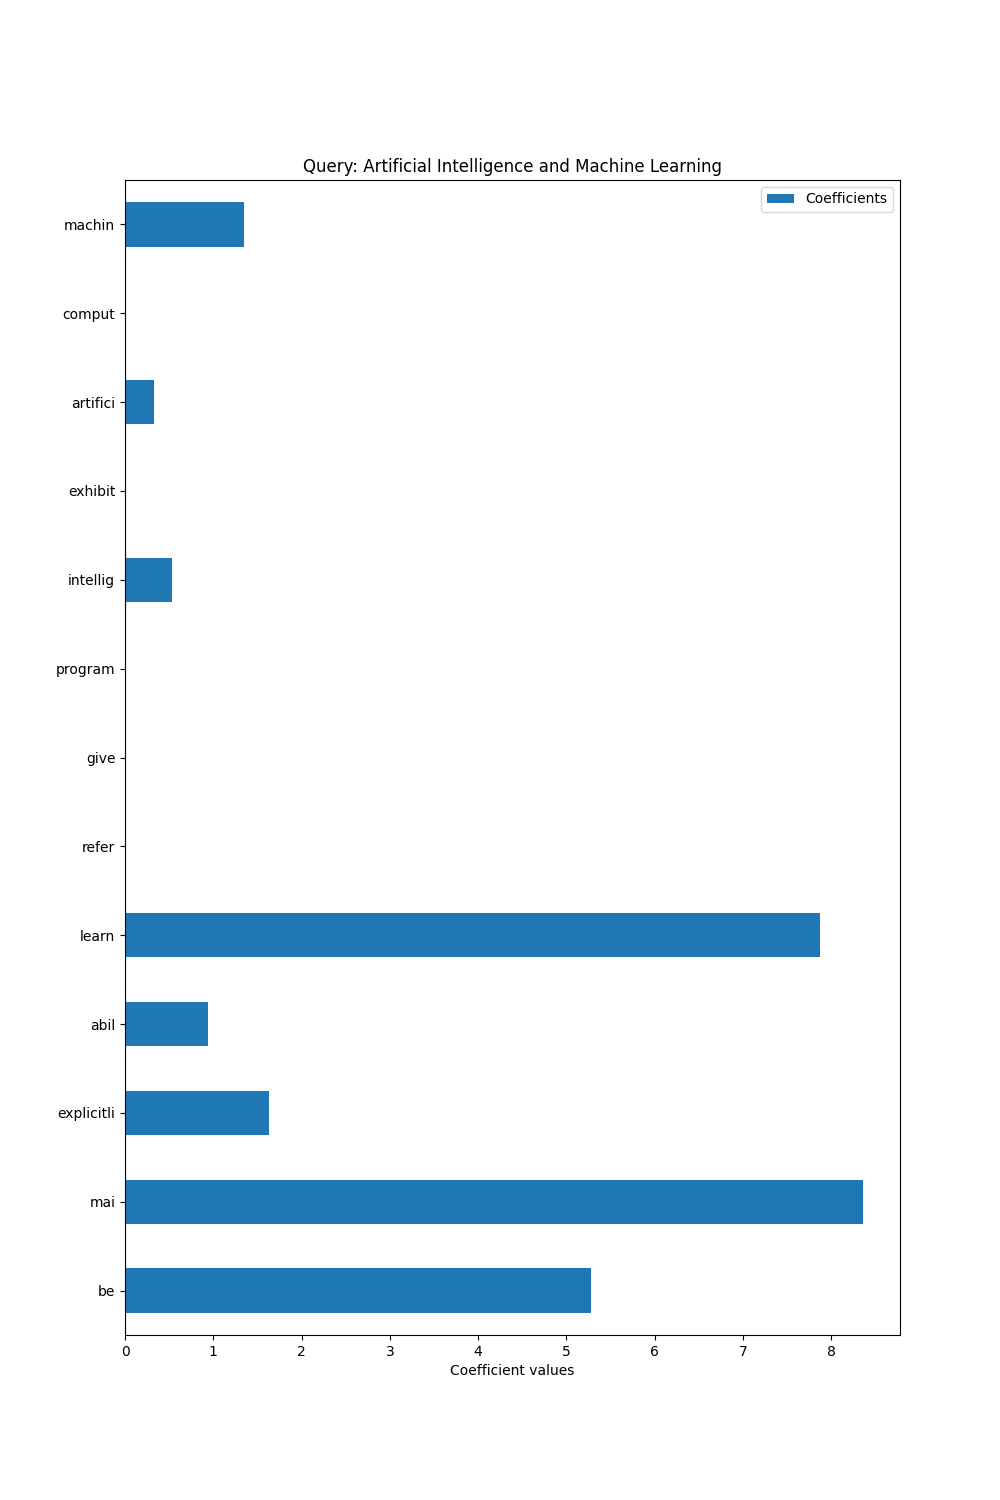 Query: Artificial Intelligence and Machine Learning
Coefficients
machin
comput
artifici
exhibit
intellig
program
give
refer
learn
abil
explicitli
mai
be
0 1 2 3 4 5 6 7 8
Coefficient values